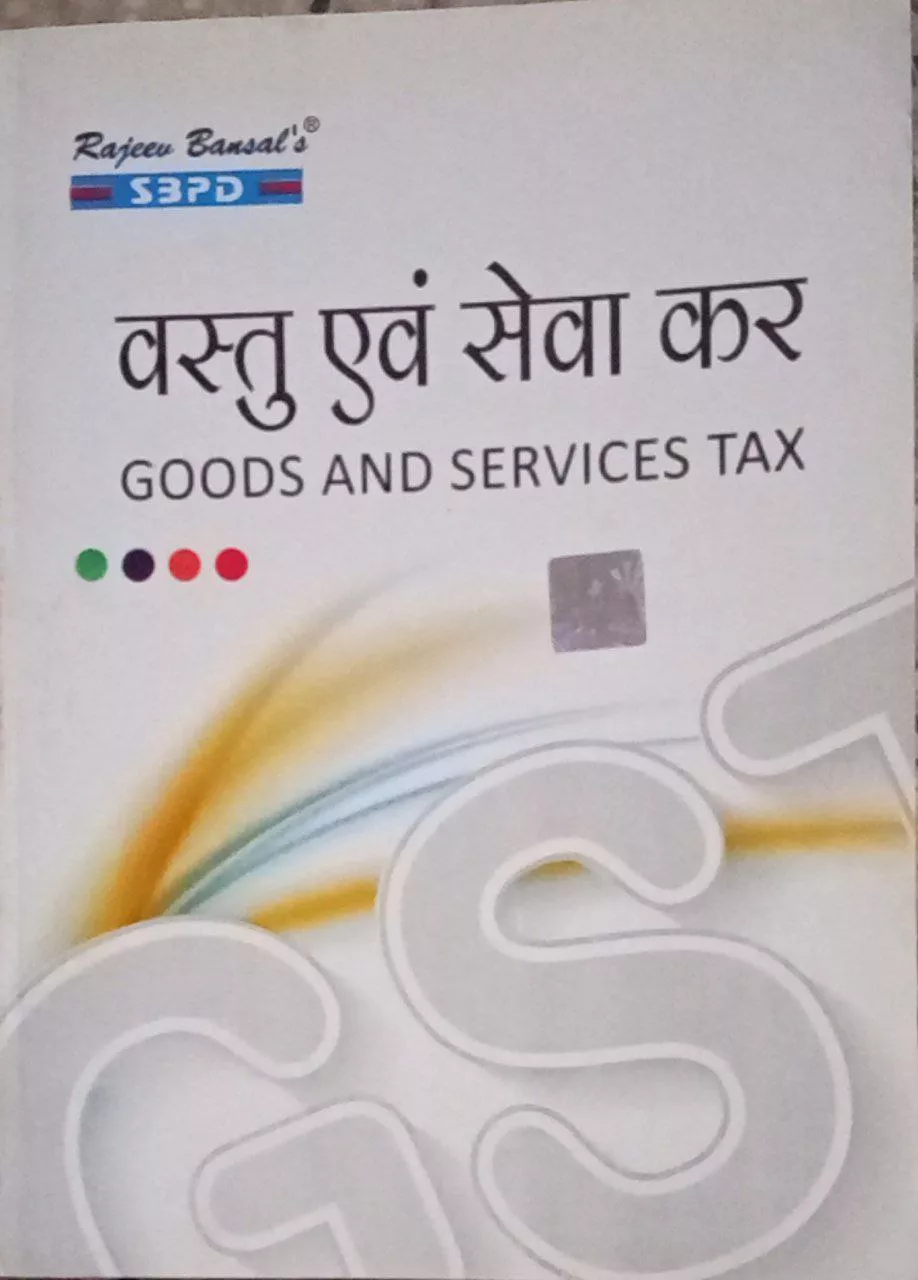 Rajeev Bansal's®
SBPD
वस्तु एवं सेवा कर
GOODS AND SERVICES TAX
GST